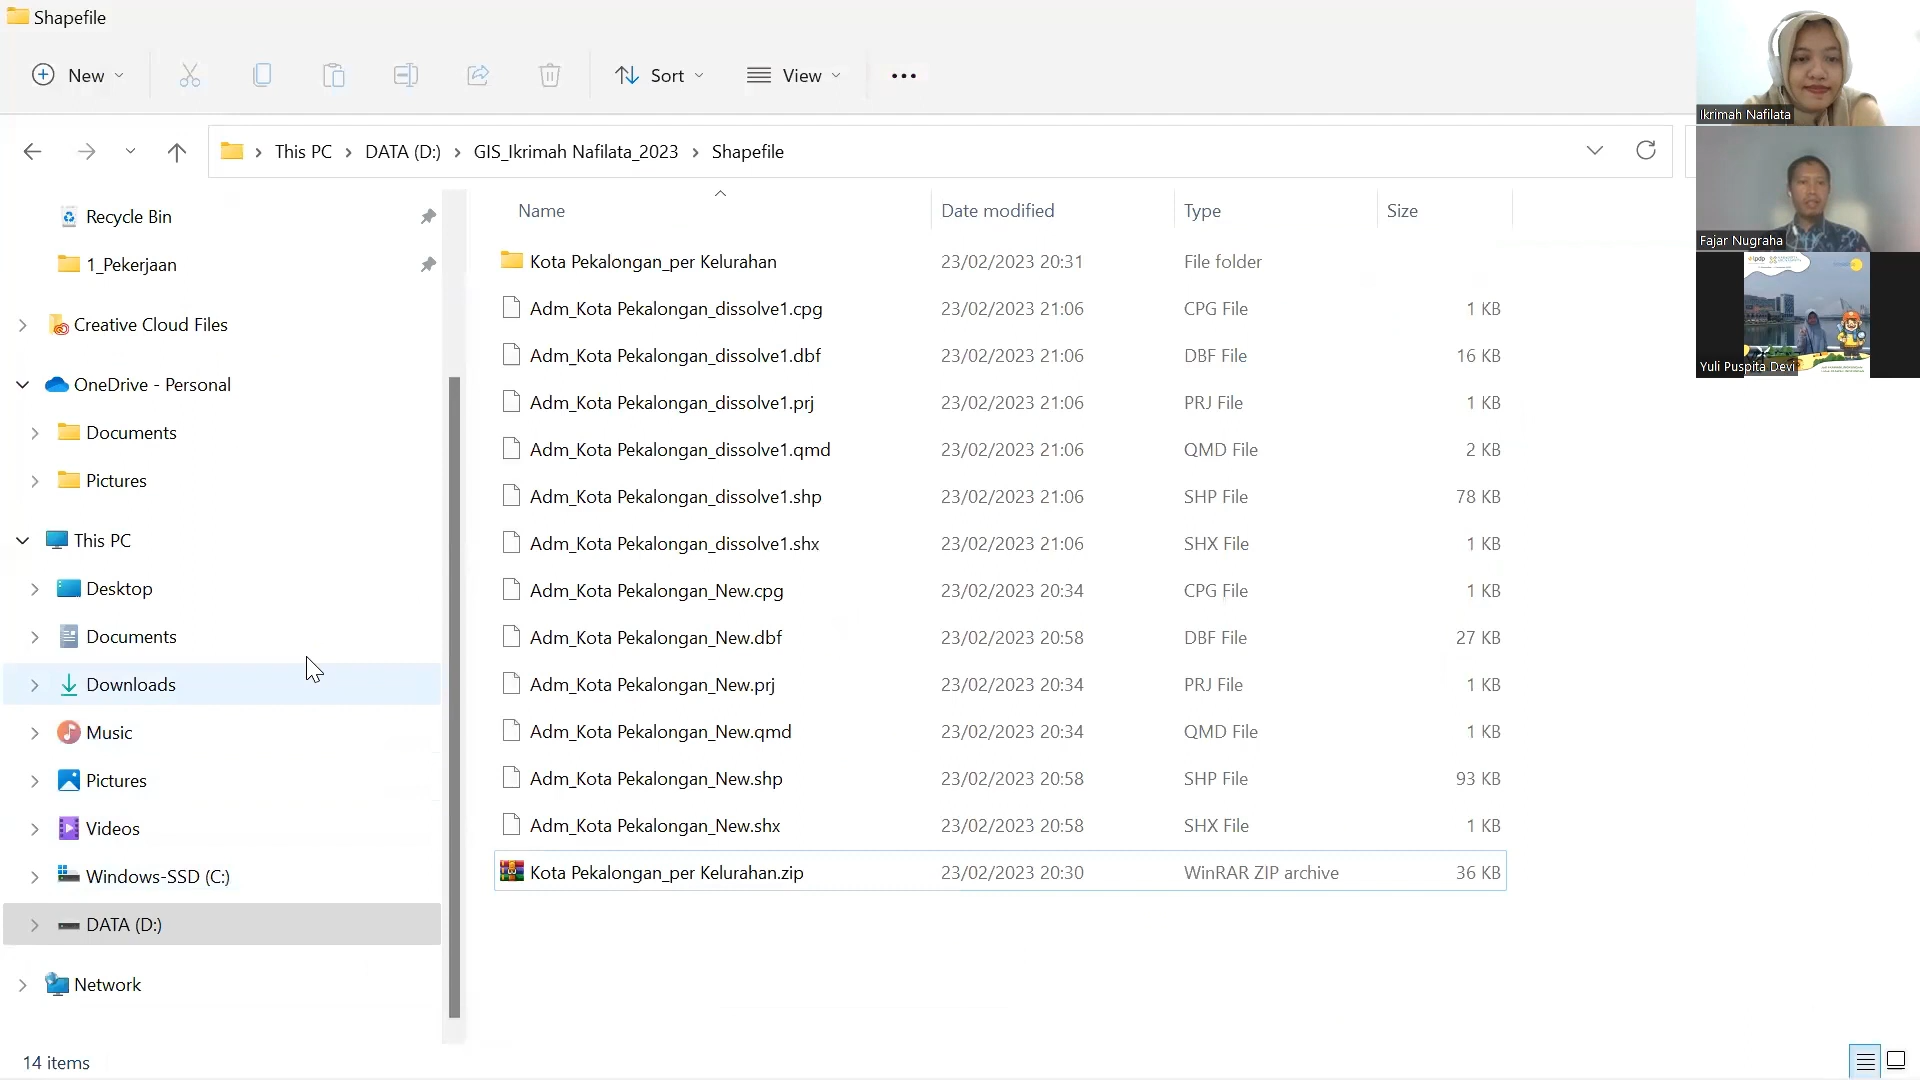 Shapefile
New
Sort
View
This PC > DATA (D:) > GIS_Ikrimah Nafilata_2023 > Shapefile
Recycle Bin
1_Pekerjaan
Creative Cloud Files
OneDrive - Personal
Documents
Pictures
This PC
Desktop
Documents
Downloads
Music
Pictures
Videos
Windows-SSD (C:)
DATA (D:)
Network
Name Date modified Type Size
Kota Pekalongan_per Kelurahan 23/02/2023 20:31 File folder
Adm_Kota Pekalongan_dissolve1.cpg 23/02/2023 21:06 CPG File 1 KB
Adm_Kota Pekalongan_dissolve1.dbf 23/02/2023 21:06 DBF File 16 KB
Adm_Kota Pekalongan_dissolve1.prj 23/02/2023 21:06 PRJ File 1 KB
Adm_Kota Pekalongan_dissolve1.qmd 23/02/2023 21:06 QMD File 2 KB
Adm_Kota Pekalongan_dissolve1.shp 23/02/2023 21:06 SHP File 78 KB
Adm_Kota Pekalongan_dissolve1.shx 23/02/2023 21:06 SHX File 1 KB
Adm_Kota Pekalongan_New.cpg 23/02/2023 20:34 CPG File 1 KB
Adm_Kota Pekalongan_New.dbf 23/02/2023 20:58 DBF File 27 KB
Adm_Kota Pekalongan_New.prj 23/02/2023 20:34 PRJ File 1 KB
Adm_Kota Pekalongan_New.qmd 23/02/2023 20:34 QMD File 1 KB
Adm_Kota Pekalongan_New.shp 23/02/2023 20:58 SHP File 93 KB
Adm_Kota Pekalongan_New.shx 23/02/2023 20:58 SHX File 1 KB
Kota Pekalongan_per Kelurahan.zip 23/02/2023 20:30 WinRAR ZIP archive 36 KB
14 items
Ikrimah Nafilata
Fajar Nugraha
lpdp
Yuli Puspita Devi